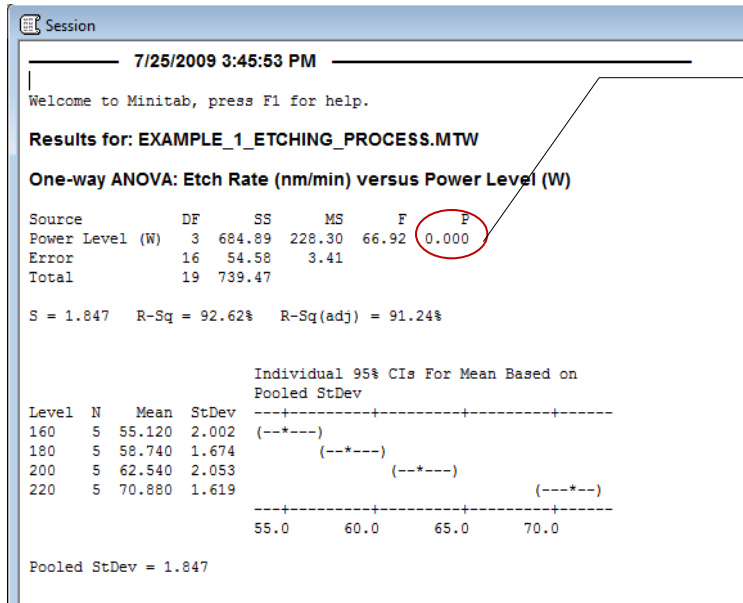 Session
7/25/2009 3:45:53 PM
Welcome to Minitab, press F1 for help.
Results for: EXAMPLE_1_ETCHING_PROCESS.MTW
One-way ANOVA: Etch Rate (nm/min) versus Power Level (W)
Source           DF      SS      MS      F      P
Power Level (W)   3  684.89  228.30  66.92  0.000
Error            16   54.58    3.41
Total            19  739.47
S = 1.847   R-Sq = 92.62%   R-Sq(adj) = 91.24%
Individual 95% CIs For Mean Based on
Pooled StDev
Level  N    Mean  StDev  ---+---------+---------+---------+------
160    5  55.120  2.002  (--*---)
180    5  58.740  1.674         (--*---)
200    5  62.540  2.053                 (--*---)
220    5  70.880  1.619                                 (---*--)
---+---------+---------+---------+------
55.0      60.0      65.0      70.0
Pooled StDev = 1.847